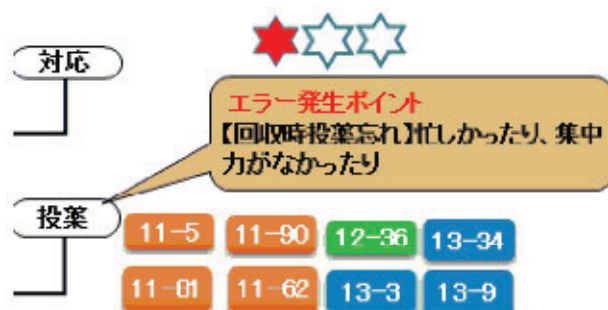 対応
エラー発生ポイント
【回収時投薬忘れ】忙しかったり、集中
力がなかったり
投薬
11-5 11-90 12-36 13-34
11-01 11-62 13-3 13-9